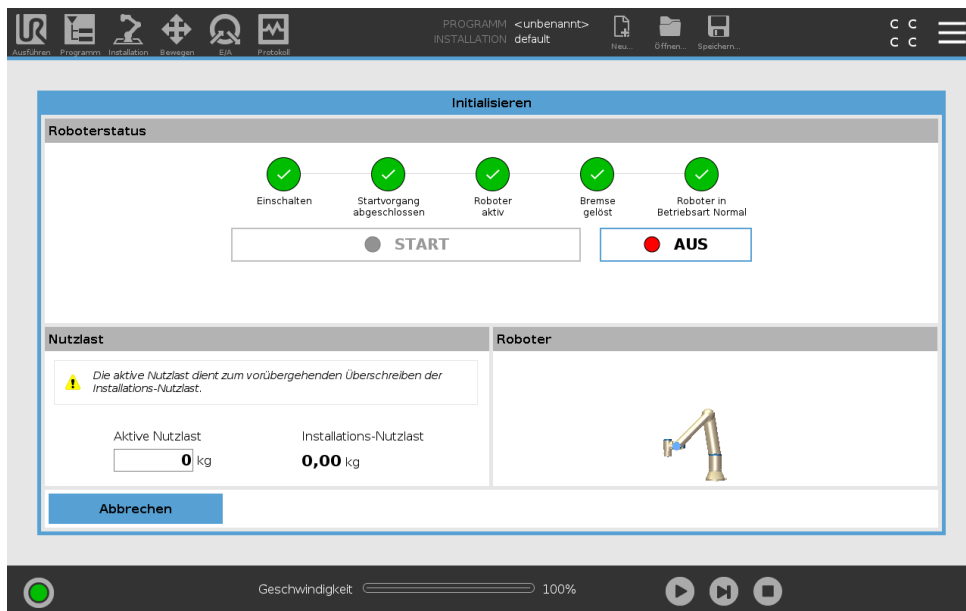 UR
PROGRAMM <unbenannt>
INSTALLATION default
Ausführen Programm Installation Bewegen E/A Protokoll
Neu... Öffnen... Speichern...
C C
C C
Initialisieren
Roboterstatus
Einschalten
Startvorgang
abgeschlossen
Roboter
aktiv
Bremse
gelöst
Roboter in
Betriebsart Normal
START
AUS
Nutzlast
Roboter
Die aktive Nutzlast dient zum vorübergehenden Überschreiben der
Installations-Nutzlast.
Aktive Nutzlast
Installations-Nutzlast
0 kg
0,00 kg
Abbrechen
Geschwindigkeit 100%